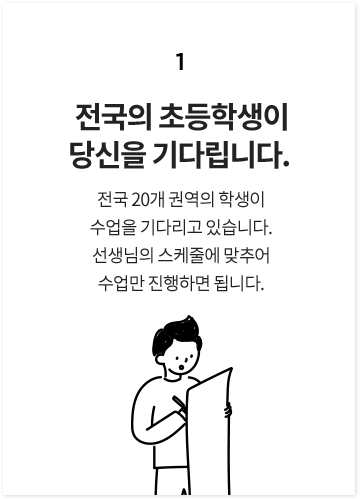 1
전국의 초등학생이
당신을 기다립니다.
전국 20개 권역의 학생이
수업을 기다리고 있습니다.
선생님의 스케줄에 맞추어
수업만 진행하면 됩니다.